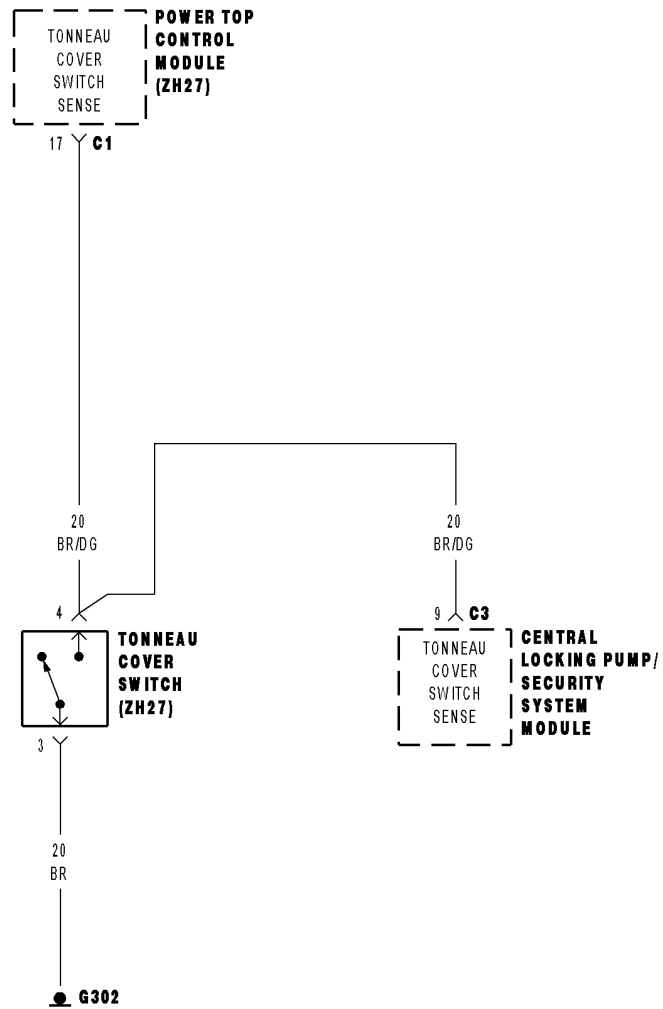 TONNEAU
COVER
SWITCH
SENSE
POWER TOP
CONTROL
MODULE
(ZH27)
17
C1
20
BR/DG
20
BR/DG
4
9
C3
TONNEAU
COVER
SWITCH
(ZH27)
TONNEAU
COVER
SWITCH
SENSE
CENTRAL
LOCKING PUMP/
SECURITY
SYSTEM
MODULE
3
20
BR
G302